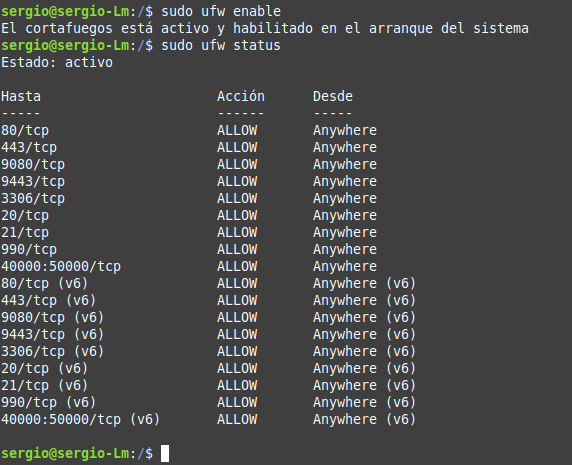 sergio@sergio-Lm:/$ sudo ufw enable
El cortafuegos está activo y habilitado en el arranque del sistema
sergio@sergio-Lm:/$ sudo ufw status
Estado: activo
Hasta                      Acción      Desde
-----                      ------      -----
80/tcp                     ALLOW       Anywhere
443/tcp                    ALLOW       Anywhere
9080/tcp                   ALLOW       Anywhere
9443/tcp                   ALLOW       Anywhere
3306/tcp                   ALLOW       Anywhere
20/tcp                     ALLOW       Anywhere
21/tcp                     ALLOW       Anywhere
990/tcp                    ALLOW       Anywhere
40000:50000/tcp            ALLOW       Anywhere
80/tcp (v6)                ALLOW       Anywhere (v6)
443/tcp (v6)               ALLOW       Anywhere (v6)
9080/tcp (v6)              ALLOW       Anywhere (v6)
9443/tcp (v6)              ALLOW       Anywhere (v6)
3306/tcp (v6)              ALLOW       Anywhere (v6)
20/tcp (v6)                ALLOW       Anywhere (v6)
21/tcp (v6)                ALLOW       Anywhere (v6)
990/tcp (v6)               ALLOW       Anywhere (v6)
40000:50000/tcp (v6)       ALLOW       Anywhere (v6)
sergio@sergio-Lm:/$